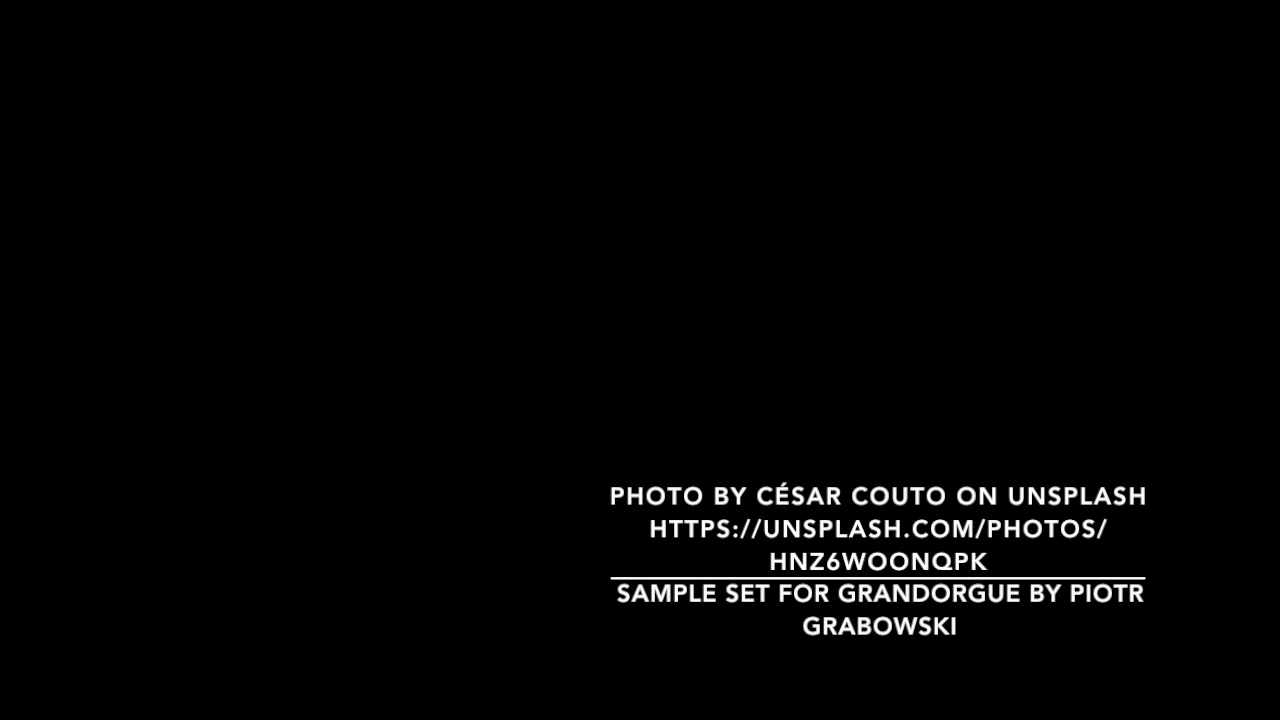 PHOTO BY CÉSAR COUTO ON UNSPLASH
HTTPS://UNSPLASH.COM/PHOTOS/
HNZ6WOONQPK
SAMPLE SET FOR GRANDORGUE BY PIOTR
GRABOWSKI